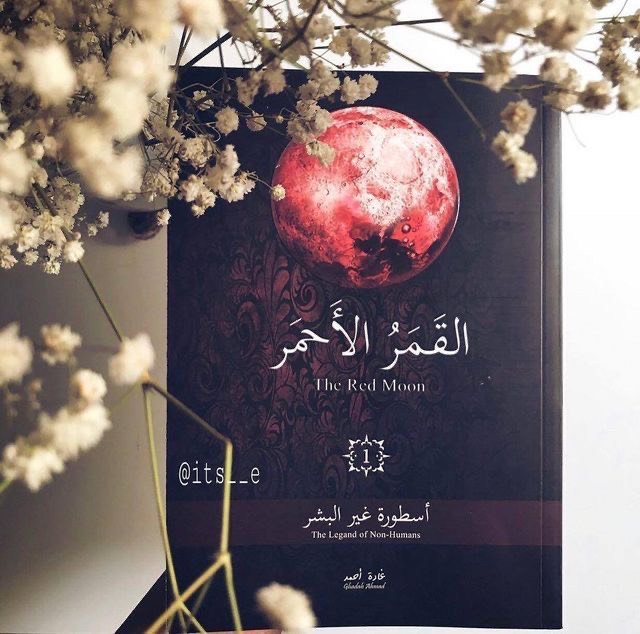 القَمَرُ الأَحمَر
The Red Moon
1
@its__e
أسطورة غير البشر
The Legand of Non-Humans
غادة أحمد
Ghadah Ahmad